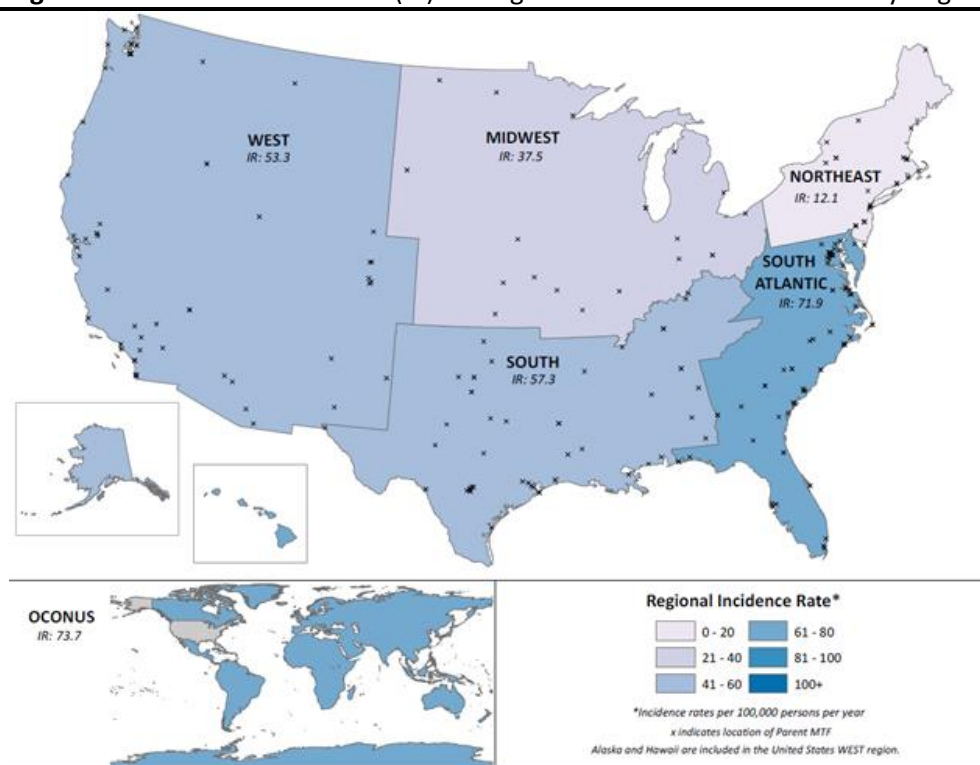 WEST
IR: 53.3
MIDWEST
IR: 37.5
NORTHEAST
IR: 12.1
SOUTH
ATLANTIC
IR: 71.9
SOUTH
IR: 57.3
OCONUS
IR: 73.7
Regional Incidence Rate*
0 - 20
61 - 80
21 - 40
81 - 100
41 - 60
100+
*Incidence rates per 100,000 persons per year
x indicates location of Parent MTF
Alaska and Hawaii are included in the United States WEST region.